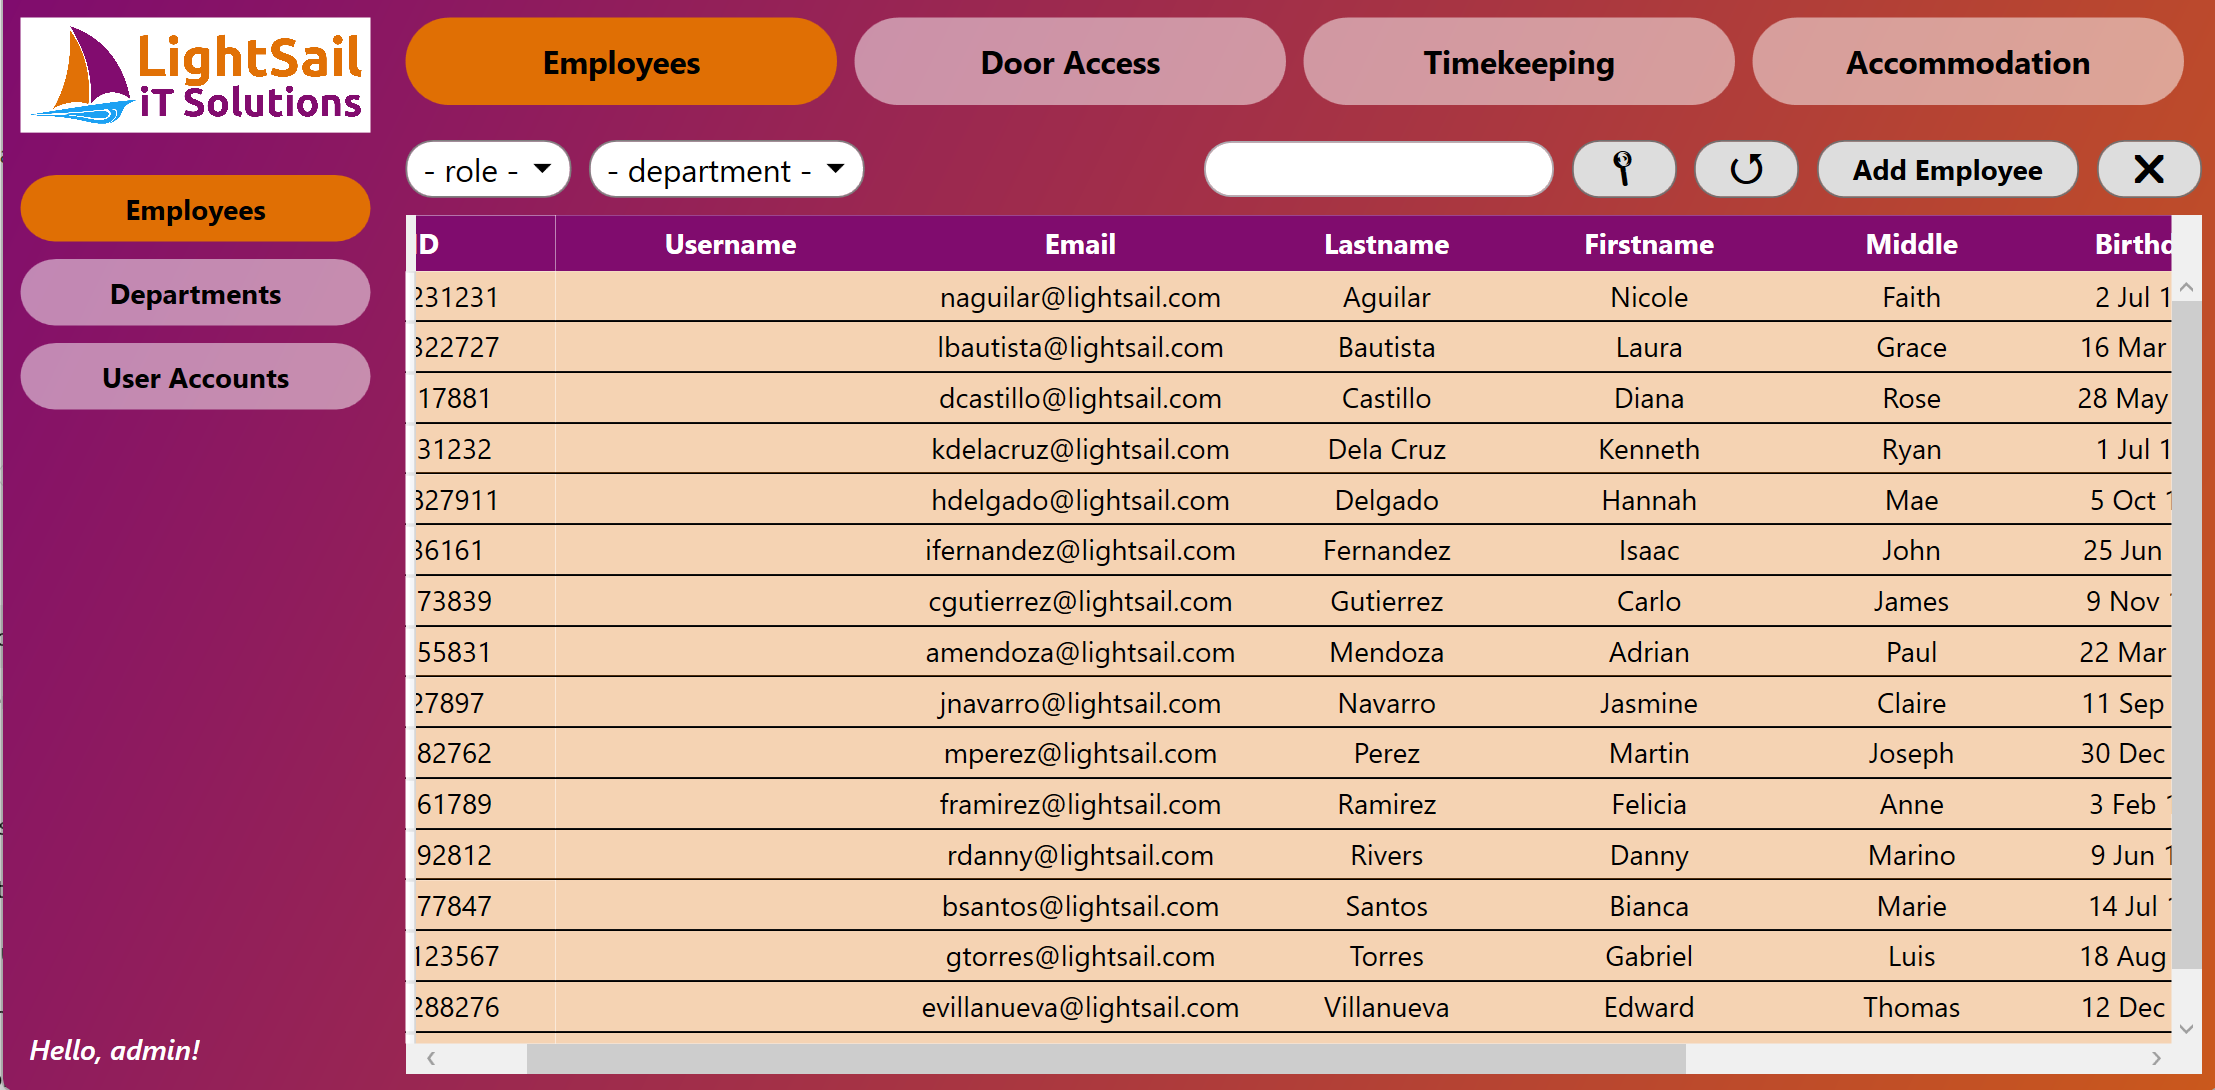 LightSail
iT Solutions
Employees Door Access Timekeeping Accommodation
- role - - department - Add Employee
Employees
Departments
User Accounts
ID Username Email Lastname Firstname Middle
naguilar@lightsail.com Aguilar Nicole Faith 2 Jul
lbautista@lightsail.com Bautista Laura Grace 16 Mar
17881 dcastillo@lightsail.com Castillo Diana Rose 28 May
31232 kdelacruz@lightsail.com Dela Cruz Kenneth Ryan 1 Jul
hdelgado@lightsail.com Delgado Hannah Mae 5 Oct
ifernandez@lightsail.com Fernandez Isaac John 25 Jun
73839 cgutierrez@lightsail.com Gutierrez Carlo James 9 Nov
55831 amendoza@lightsail.com Mendoza Adrian Paul 22 Mar
27897 jnavarro@lightsail.com Navarro Jasmine Claire 11 Sep
82762 mperez@lightsail.com Perez Martin Joseph 30 Dec
61789 framirez@lightsail.com Ramirez Felicia Anne 3 Feb
92812 rdanny@lightsail.com Rivers Danny Marino 9 Jun
77847 bsantos@lightsail.com Santos Bianca Marie 14 Jul
123567 gtorres@lightsail.com Torres Gabriel Luis 18 Aug
288276 evillanueva@lightsail.com Villanueva Edward Thomas 12 Dec
Hello, admin!